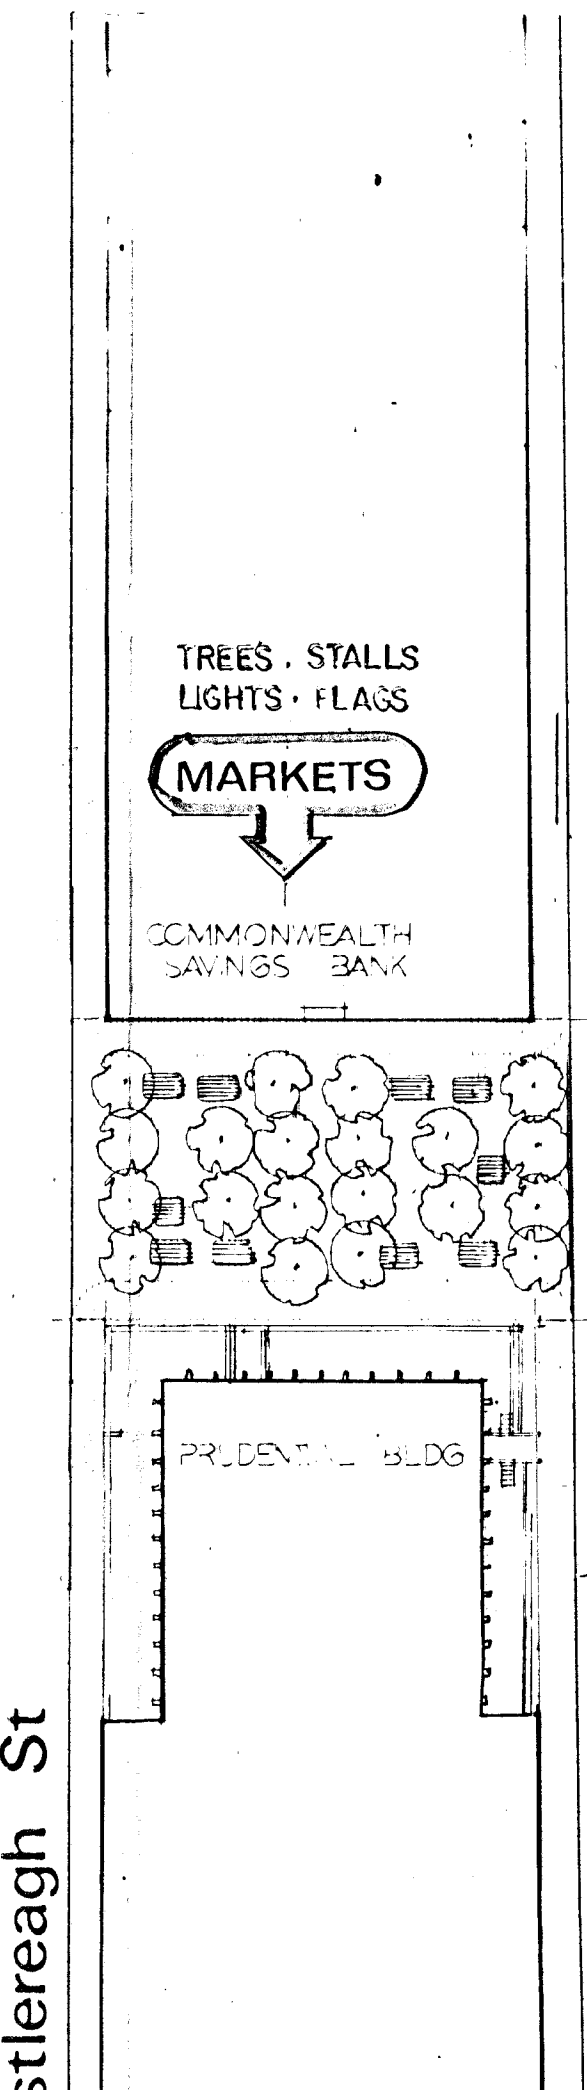 TREES . STALLS
LIGHTS · FLAGS
MARKETS
COMMONWEALTH
SAVINGS BANK
PRUDENTIAL BLDG
stlereagh St